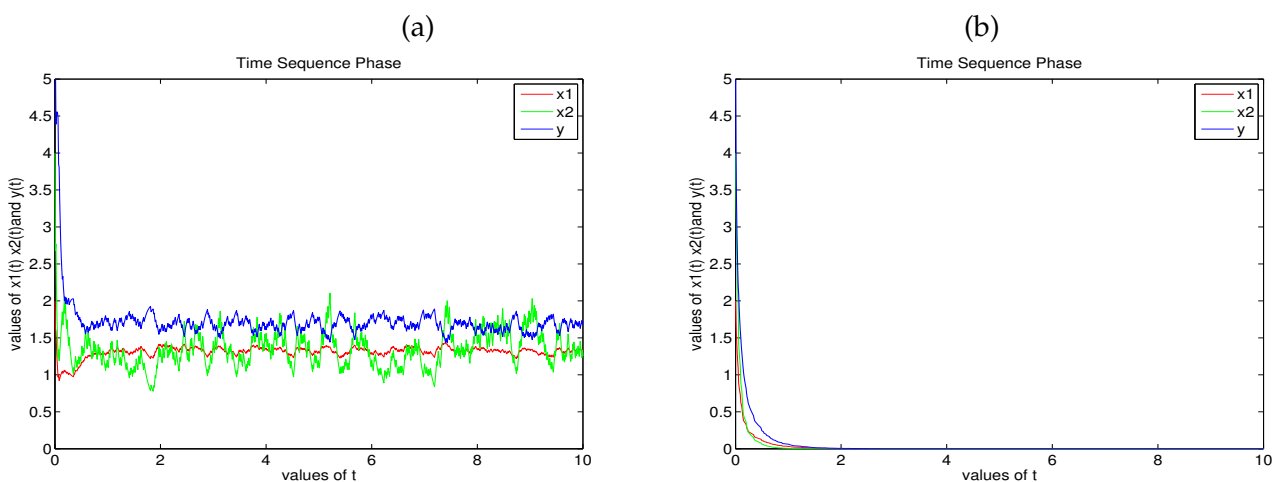 (a)
Time Sequence Phase
values of x1(t) x2(t)and y(t)
5
4.5
4
3.5
3
2.5
2
1.5
1
0.5
0
0 2 4 6 8 10
values of t
x1
x2
y
(b)
Time Sequence Phase
values of x1(t) x2(t)and y(t)
5
4.5
4
3.5
3
2.5
2
1.5
1
0.5
0
0 2 4 6 8 10
values of t
x1
x2
y